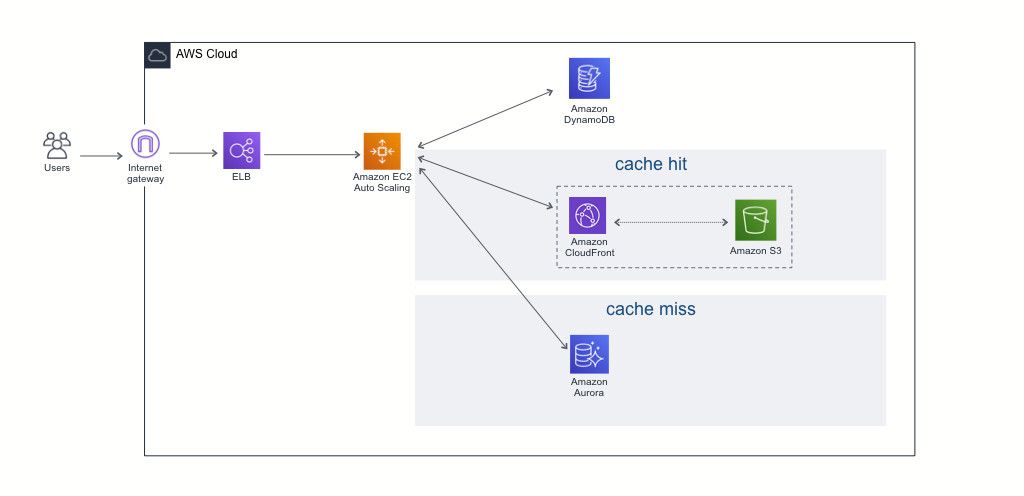 AWS Cloud
Amazon
DynamoDB
Users
Internet
gateway
ELB
Amazon EC2
Auto Scaling
cache hit
Amazon
CloudFront
Amazon S3
cache miss
Amazon
Aurora